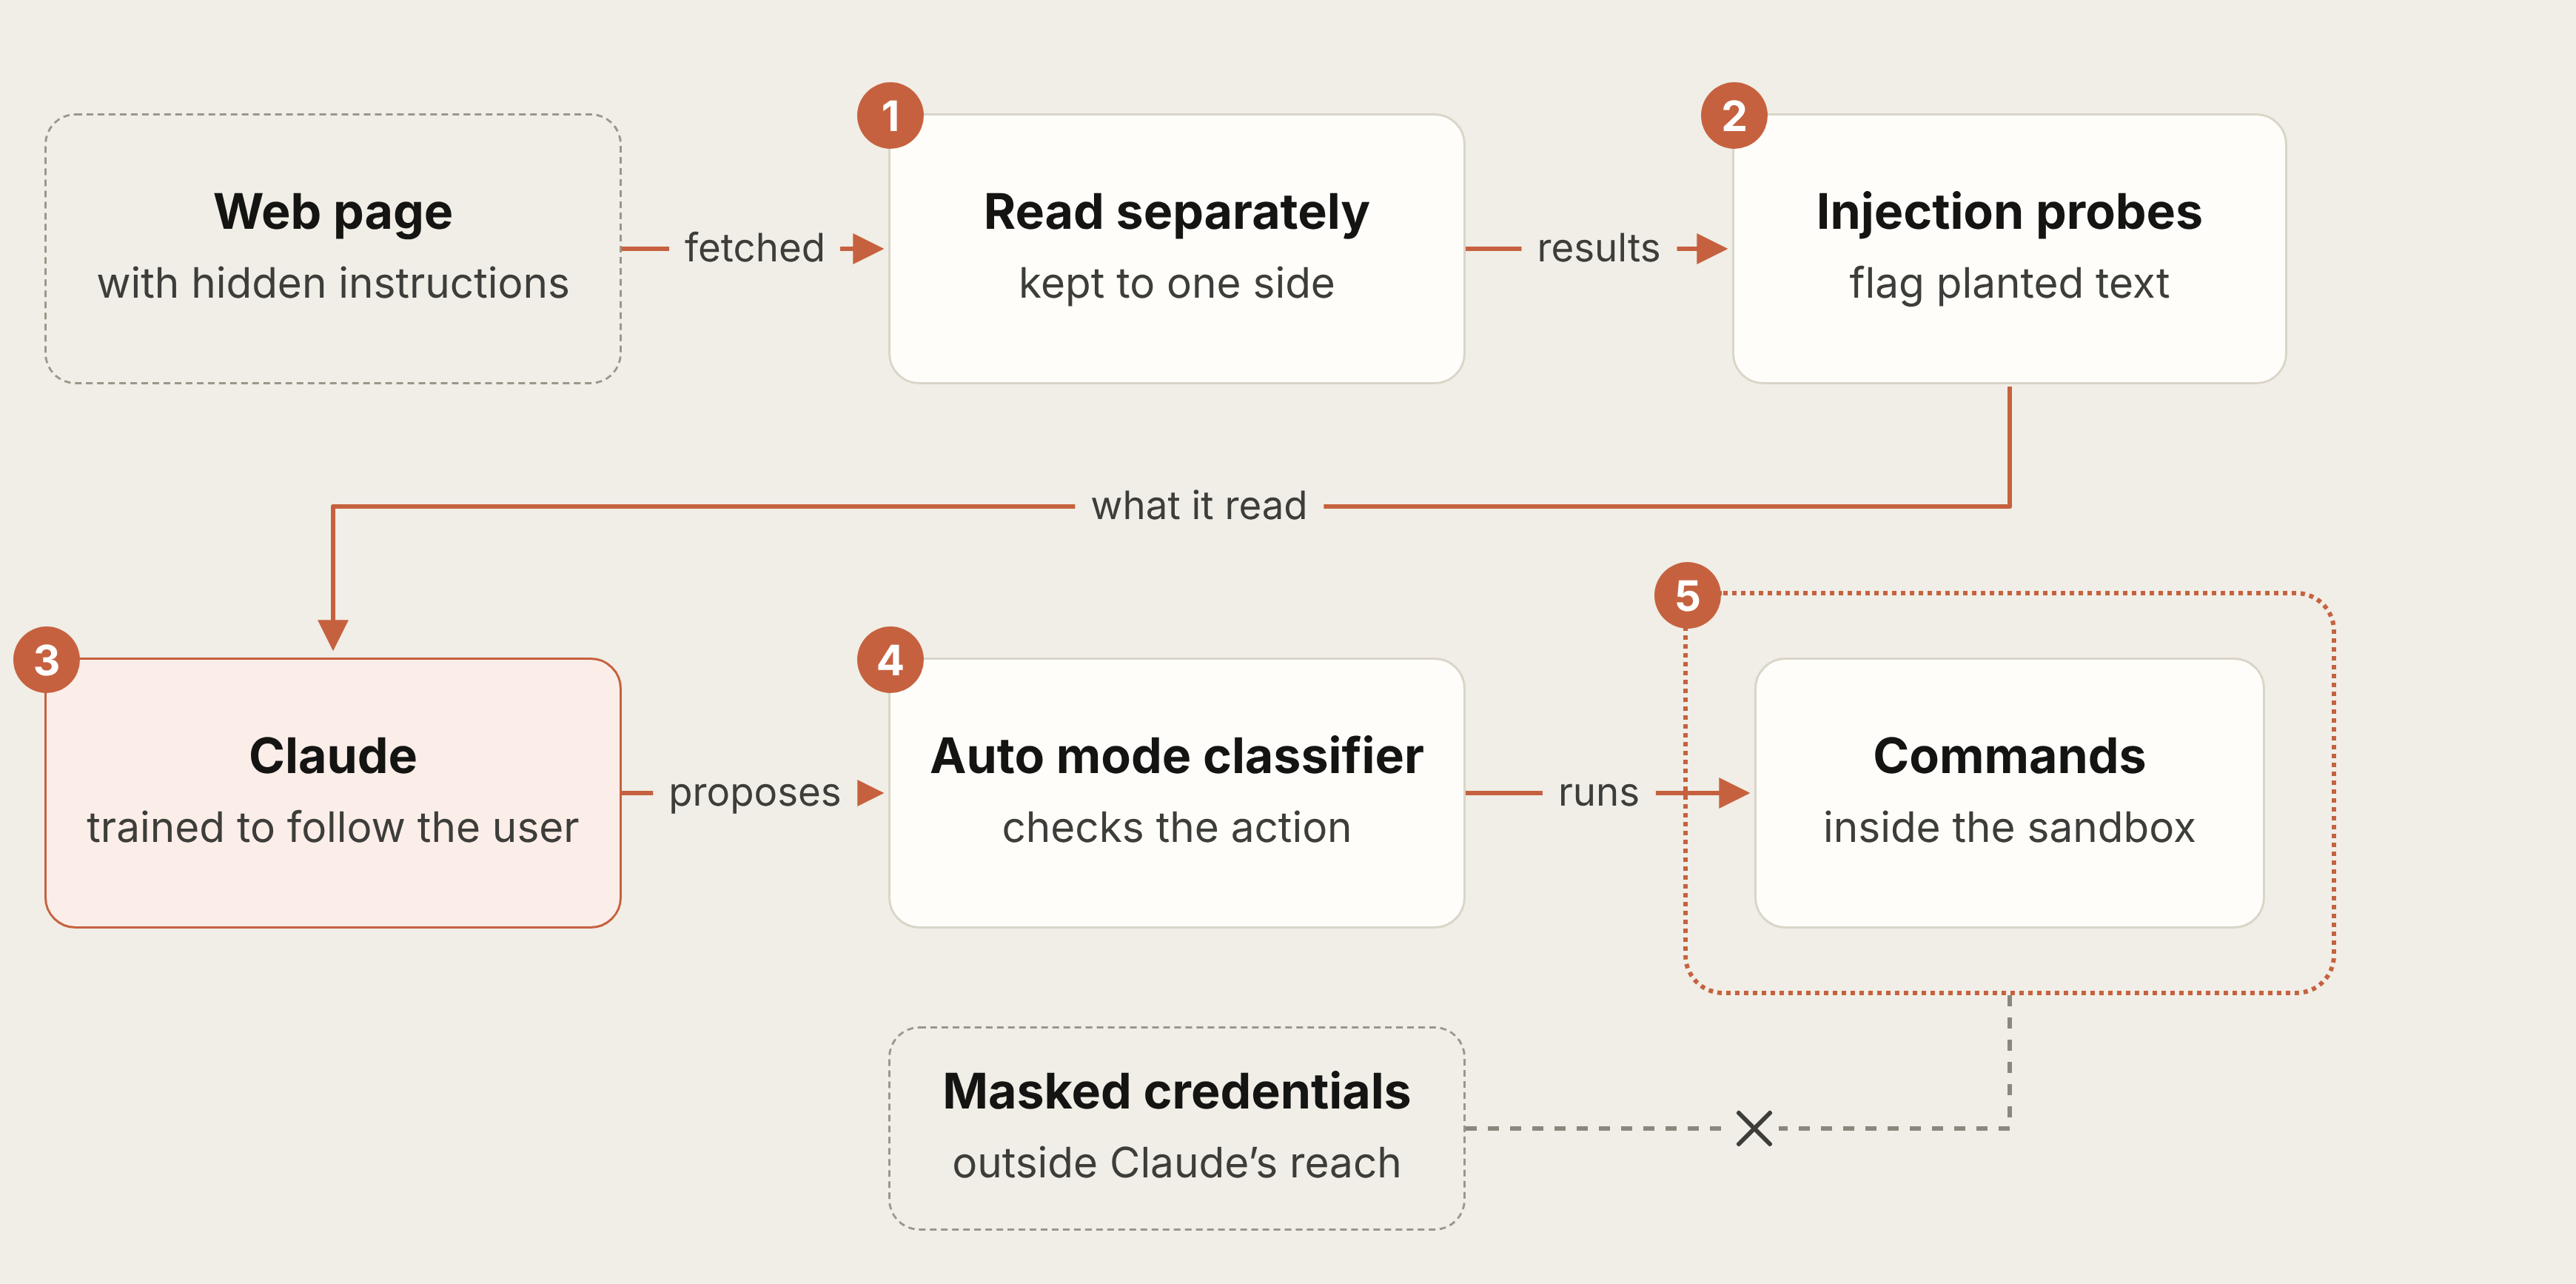 1
2
Web page
with hidden instructions
fetched
Read separately
kept to one side
results
Injection probes
flag planted text
what it read
5
3
4
Claude
trained to follow the user
proposes
Auto mode classifier
checks the action
runs
Commands
inside the sandbox
Masked credentials
outside Claude’s reach